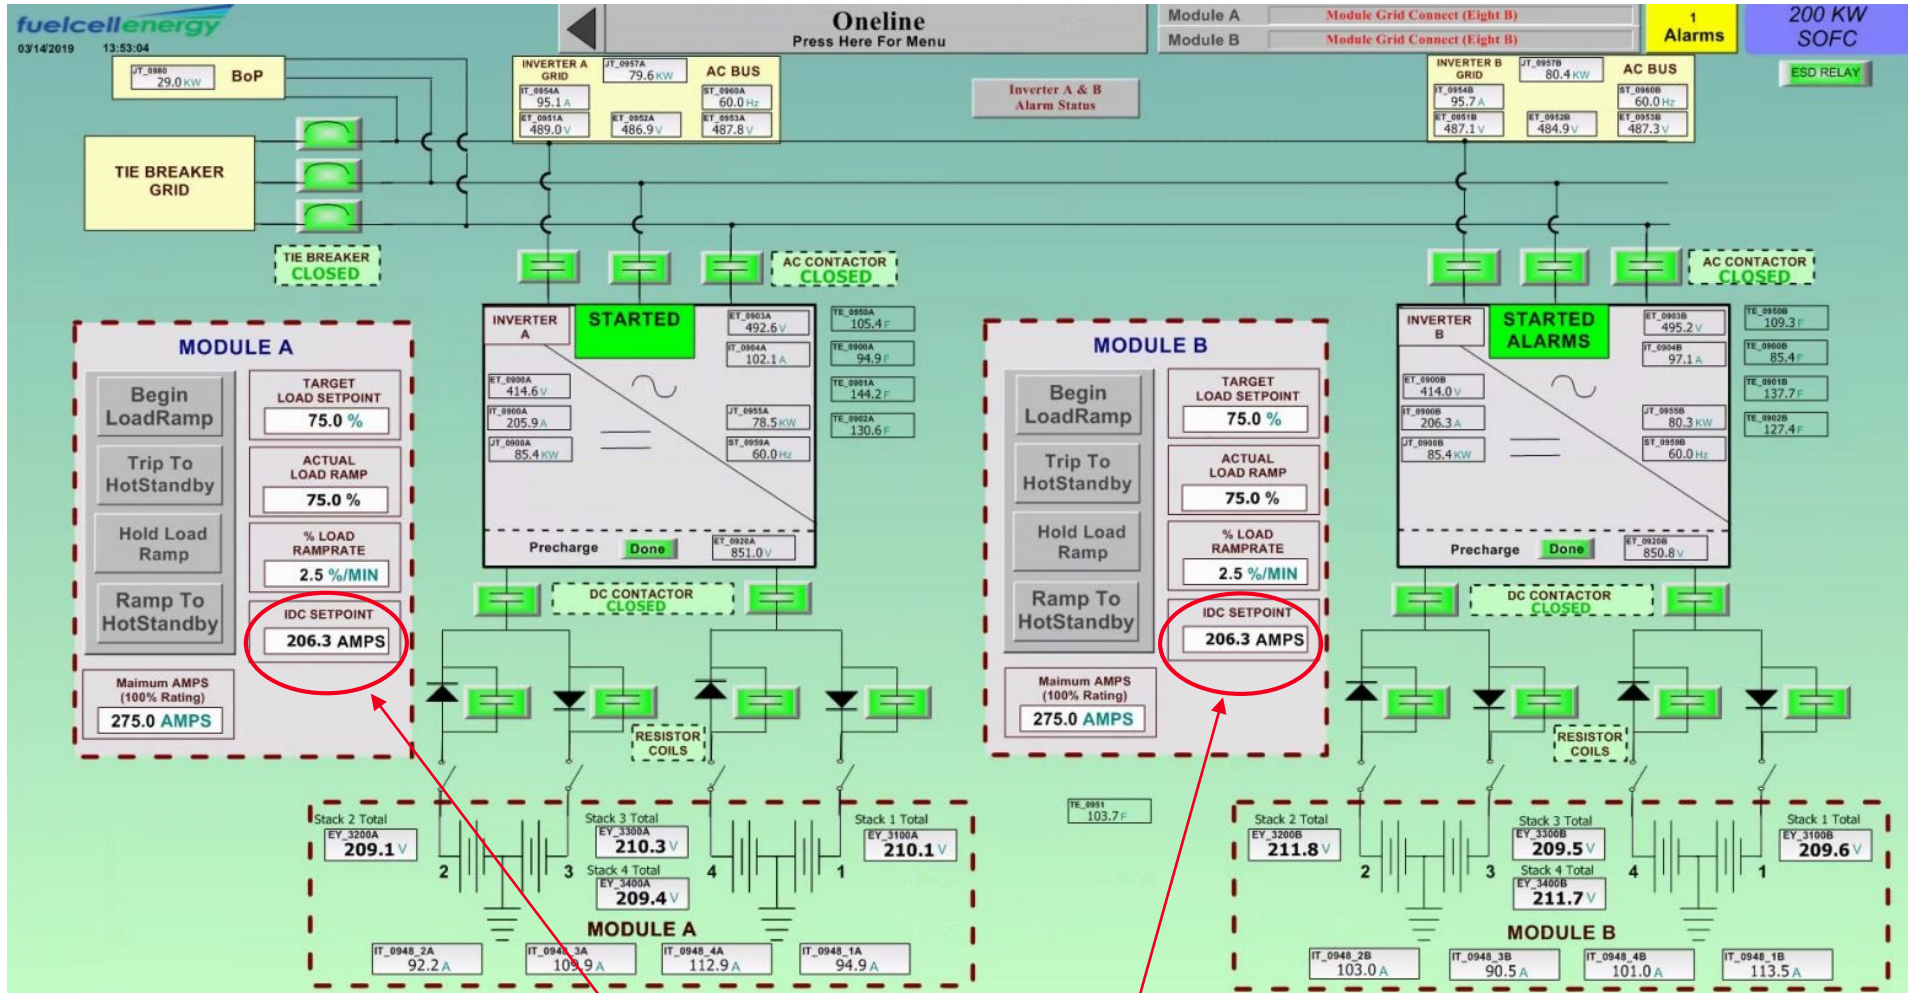 fuelcellenergy
03/14/2019 13:53:04
Oneline
Press Here For Menu
Module A Module Grid Connect (Eight B)
Module B Module Grid Connect (Eight B)
1
Alarms
200 KW
SOFC
ESD RELAY
JT_0980
29.0 KW
BoP
INVERTER A
GRID
JT_0957A
79.6 KW
AC BUS
IT_0954A
95.1 A
ST_0960A
60.0 Hz
ET_0951A
489.0 V
ET_0952A
486.9 V
ET_0953A
487.8 V
Inverter A & B
Alarm Status
INVERTER B
GRID
JT_0957B
80.4 KW
AC BUS
IT_0954B
95.7 A
ST_0960B
60.0 Hz
ET_0951B
487.1 V
ET_0952B
484.9 V
ET_0953B
487.3 V
TIE BREAKER
GRID
TIE BREAKER
CLOSED
AC CONTACTOR
CLOSED
AC CONTACTOR
CLOSED
MODULE A
Begin
LoadRamp
Trip To
HotStandby
Hold Load
Ramp
Ramp To
HotStandby
TARGET
LOAD SETPOINT
75.0 %
ACTUAL
LOAD RAMP
75.0 %
% LOAD
RAMPRATE
2.5 %/MIN
IDC SETPOINT
206.3 AMPS
Maimum AMPS
(100% Rating)
275.0 AMPS
INVERTER
A
STARTED
ET_0903A
492.6 V
IT_0904A
102.1 A
ET_0900A
414.6 V
IT_0900A
205.9 A
JT_0900A
85.4 KW
JT_0955A
78.5 KW
ST_0959A
60.0 Hz
Precharge
Done
ET_0920A
851.0 V
TE_0950A
105.4 F
TE_0900A
94.9 F
TE_0901A
144.2 F
TE_0902A
130.6 F
DC CONTACTOR
CLOSED
RESISTOR
COILS
MODULE B
Begin
LoadRamp
Trip To
HotStandby
Hold Load
Ramp
Ramp To
HotStandby
TARGET
LOAD SETPOINT
75.0 %
ACTUAL
LOAD RAMP
75.0 %
% LOAD
RAMPRATE
2.5 %/MIN
IDC SETPOINT
206.3 AMPS
Maimum AMPS
(100% Rating)
275.0 AMPS
INVERTER
B
STARTED
ALARMS
ET_0903B
495.2 V
IT_0904B
97.1 A
ET_0900B
414.0 V
IT_0900B
206.3 A
JT_0900B
85.4 KW
JT_0955B
80.3 KW
ST_0959B
60.0 Hz
Precharge
Done
ET_0920B
850.8 V
TE_0950B
109.3 F
TE_0900B
85.4 F
TE_0901B
137.7 F
TE_0902B
127.4 F
DC CONTACTOR
CLOSED
RESISTOR
COILS
Stack 2 Total
EY_3200A
209.1 V
Stack 3 Total
EY_3300A
210.3 V
Stack 4 Total
EY_3400A
209.4 V
Stack 1 Total
EY_3100A
210.1 V
2
3
4
1
MODULE A
IT_0948_2A
92.2 A
IT_0948_3A
109.9 A
IT_0948_4A
112.9 A
IT_0948_1A
94.9 A
TE_0951
103.7 F
Stack 2 Total
EY_3200B
211.8 V
Stack 3 Total
EY_3300B
209.5 V
Stack 4 Total
EY_3400B
211.7 V
Stack 1 Total
EY_3100B
209.6 V
2
3
4
1
MODULE B
IT_0948_2B
103.0 A
IT_0948_3B
90.5 A
IT_0948_4B
101.0 A
IT_0948_1B
113.5 A